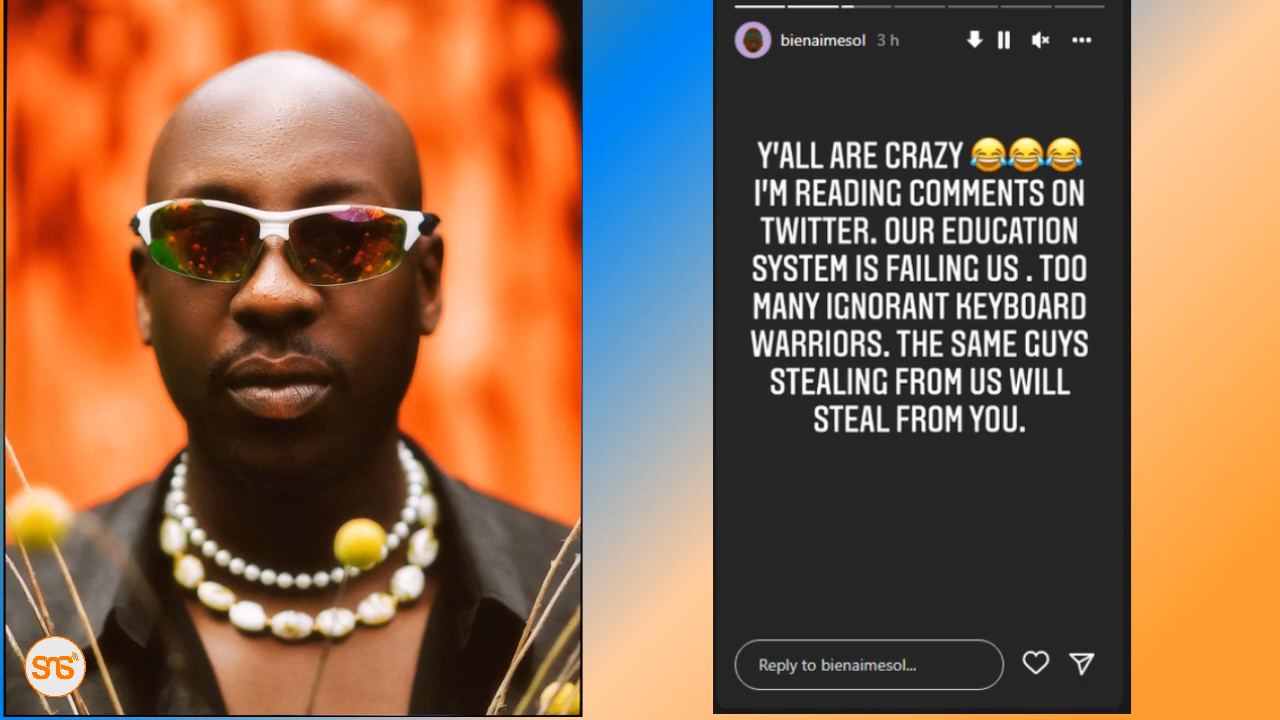 SNS
bienaimesol 3 h
Y'ALL ARE CRAZY 😂😂😂
I'M READING COMMENTS ON
TWITTER. OUR EDUCATION
SYSTEM IS FAILING US . TOO
MANY IGNORANT KEYBOARD
WARRIORS. THE SAME GUYS
STEALING FROM US WILL
STEAL FROM YOU.
Reply to bienaimesol...